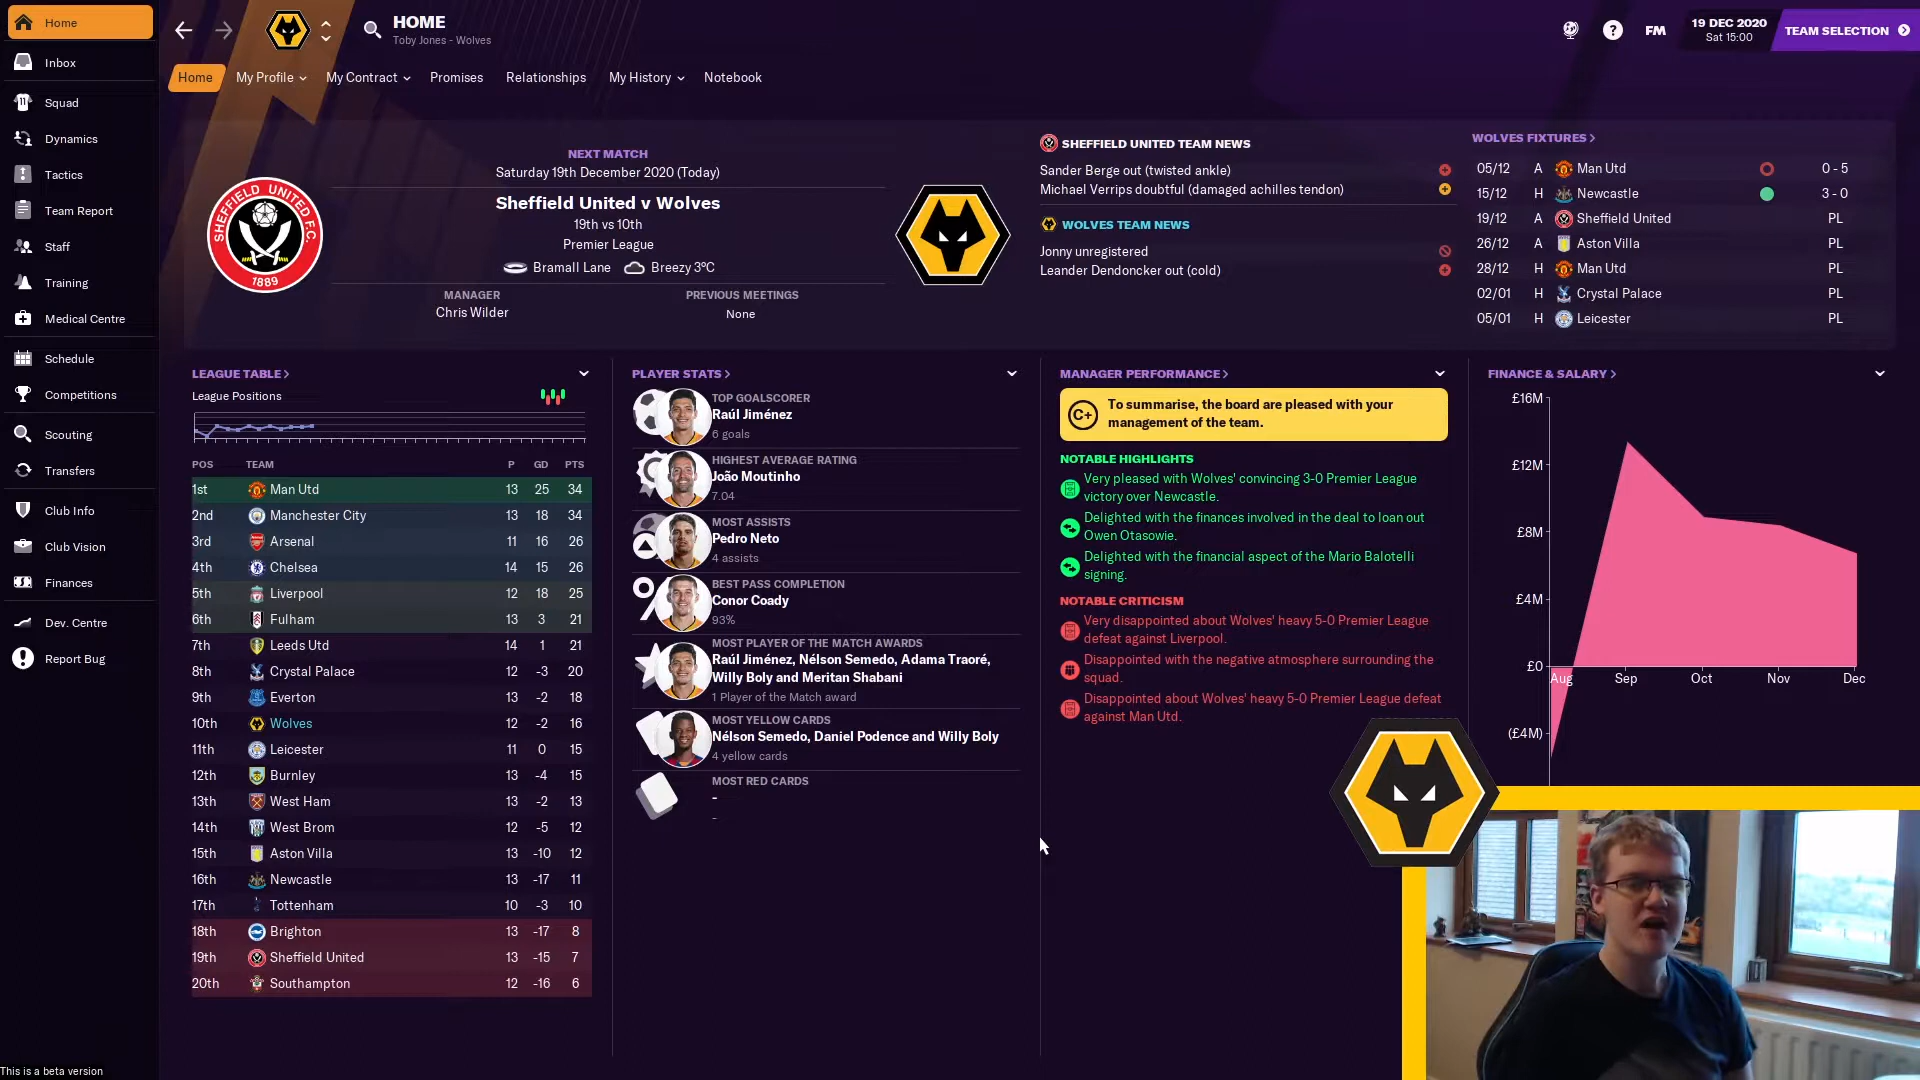 Home
Inbox
Squad
Dynamics
Tactics
Team Report
Staff
Training
Medical Centre
Schedule
Competitions
Scouting
Transfers
Club Info
Club Vision
Finances
Dev. Centre
Report Bug
This is a beta version
HOME
Toby Jones - Wolves
FM
19 DEC 2020
Sat 15:00
TEAM SELECTION
Home My Profile My Contract Promises Relationships My History Notebook
SHEFFIELD UNITED F.C.
1889
NEXT MATCH
Saturday 19th December 2020 (Today)
Sheffield United v Wolves
19th vs 10th
Premier League
Bramall Lane Breezy 3ºC
MANAGER
Chris Wilder
PREVIOUS MEETINGS
None
SHEFFIELD UNITED TEAM NEWS
Sander Berge out (twisted ankle)
Michael Verrips doubtful (damaged achilles tendon)
WOLVES TEAM NEWS
Jonny unregistered
Leander Dendoncker out (cold)
WOLVES FIXTURES >
05/12 A Man Utd 0 - 5
15/12 H Newcastle 3 - 0
19/12 A Sheffield United PL
26/12 A Aston Villa PL
28/12 H Man Utd PL
02/01 H Crystal Palace PL
05/01 H Leicester PL
LEAGUE TABLE >
League Positions
POS TEAM P GD PTS
1st Man Utd 13 25 34
2nd Manchester City 13 18 34
3rd Arsenal 11 16 26
4th Chelsea 14 15 26
5th Liverpool 12 18 25
6th Fulham 13 3 21
7th Leeds Utd 14 1 21
8th Crystal Palace 12 -3 20
9th Everton 13 -2 18
10th Wolves 12 -2 16
11th Leicester 11 0 15
12th Burnley 13 -4 15
13th West Ham 13 -2 13
14th West Brom 12 -5 12
15th Aston Villa 13 -10 12
16th Newcastle 13 -17 11
17th Tottenham 10 -3 10
18th Brighton 13 -17 8
19th Sheffield United 13 -15 7
20th Southampton 12 -16 6
PLAYER STATS >
TOP GOALSCORER
Raúl Jiménez
6 goals
HIGHEST AVERAGE RATING
João Moutinho
7.04
MOST ASSISTS
Pedro Neto
4 assists
BEST PASS COMPLETION
Conor Coady
93%
MOST PLAYER OF THE MATCH AWARDS
Raúl Jiménez, Nélson Semedo, Adama Traoré,
Willy Boly and Meritan Shabani
1 Player of the Match award
MOST YELLOW CARDS
Nélson Semedo, Daniel Podence and Willy Boly
4 yellow cards
MOST RED CARDS
-
-
MANAGER PERFORMANCE >
C+
To summarise, the board are pleased with your
management of the team.
NOTABLE HIGHLIGHTS
Very pleased with Wolves' convincing 3-0 Premier League
victory over Newcastle.
Delighted with the finances involved in the deal to loan out
Owen Otasowie.
Delighted with the financial aspect of the Mario Balotelli
signing.
NOTABLE CRITICISM
Very disappointed about Wolves' heavy 5-0 Premier League
defeat against Liverpool.
Disappointed with the negative atmosphere surrounding the
squad.
Disappointed about Wolves' heavy 5-0 Premier League defeat
against Man Utd.
FINANCE & SALARY >
£16M
£12M
£8M
£4M
£0
(£4M)
Aug Sep Oct Nov Dec